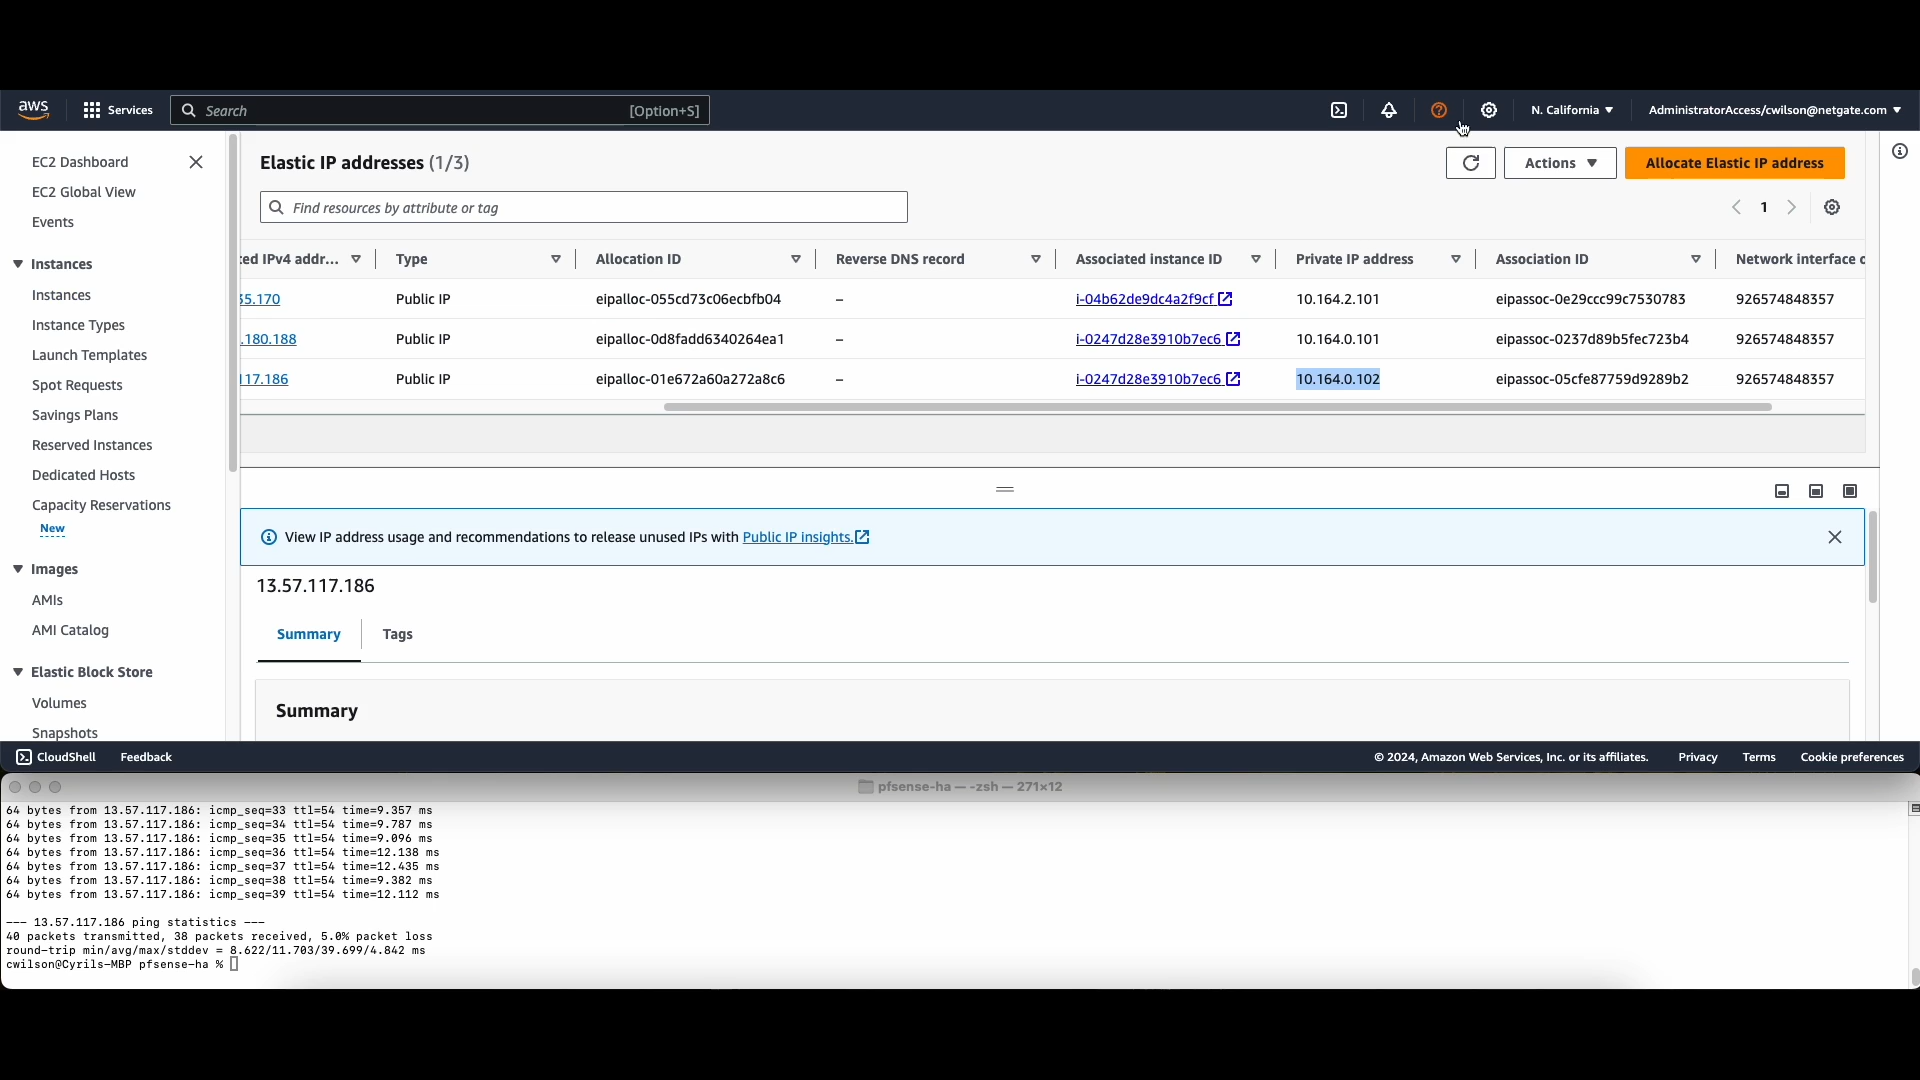 aws
Services
Search
[Option+S]
N. California
AdministratorAccess/cwilson@netgate.com
EC2 Dashboard
EC2 Global View
Events
Instances
Instances
Instance Types
Launch Templates
Spot Requests
Savings Plans
Reserved Instances
Dedicated Hosts
Capacity Reservations
New
Images
AMIs
AMI Catalog
Elastic Block Store
Volumes
Snapshots
Elastic IP addresses (1/3)
Actions
Allocate Elastic IP address
Find resources by attribute or tag
1
ted IPv4 addr... Type Allocation ID Reverse DNS record Associated instance ID Private IP address Association ID Network interface o
35.170 Public IP eipalloc-055cd73c06ecbfb04 – i-04b62de9dc4a2f9cf 10.164.2.101 eipassoc-0e29ccc99c7530783 926574848357
.180.188 Public IP eipalloc-0d8fadd6340264ea1 – i-0247d28e3910b7ec6 10.164.0.101 eipassoc-0237d89b5fec723b4 926574848357
117.186 Public IP eipalloc-01e672a60a272a8c6 – i-0247d28e3910b7ec6 10.164.0.102 eipassoc-05cfe87759d9289b2 926574848357
View IP address usage and recommendations to release unused IPs with Public IP insights.
13.57.117.186
Summary
Tags
Summary
CloudShell
Feedback
© 2024, Amazon Web Services, Inc. or its affiliates.
Privacy
Terms
Cookie preferences
pfsense-ha — -zsh — 271×12
64 bytes from 13.57.117.186: icmp_seq=33 ttl=54 time=9.357 ms
64 bytes from 13.57.117.186: icmp_seq=34 ttl=54 time=9.787 ms
64 bytes from 13.57.117.186: icmp_seq=35 ttl=54 time=9.096 ms
64 bytes from 13.57.117.186: icmp_seq=36 ttl=54 time=12.138 ms
64 bytes from 13.57.117.186: icmp_seq=37 ttl=54 time=12.435 ms
64 bytes from 13.57.117.186: icmp_seq=38 ttl=54 time=9.382 ms
64 bytes from 13.57.117.186: icmp_seq=39 ttl=54 time=12.112 ms
--- 13.57.117.186 ping statistics ---
40 packets transmitted, 38 packets received, 5.0% packet loss
round-trip min/avg/max/stddev = 8.622/11.703/39.699/4.842 ms
cwilson@Cyrils-MBP pfsense-ha %